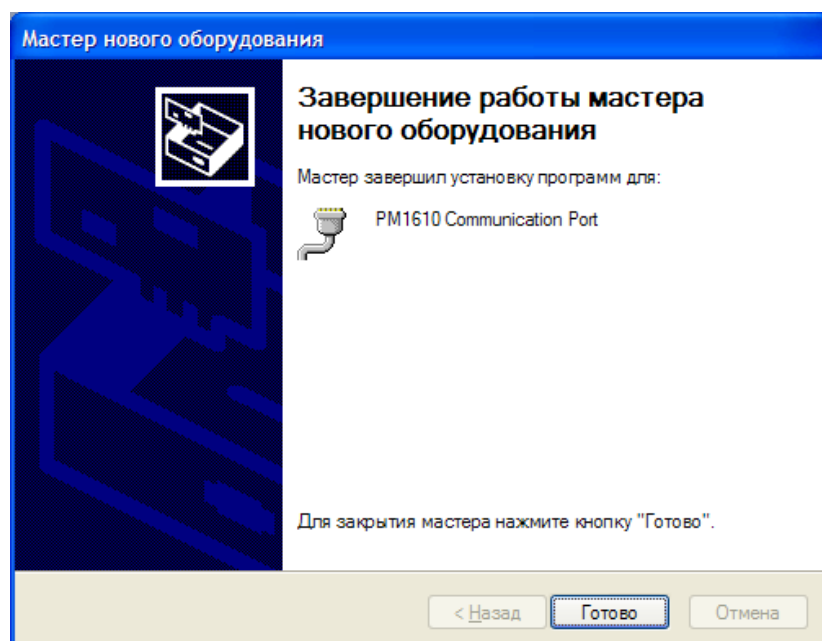 Мастер нового оборудования
Завершение работы мастера
нового оборудования
Мастер завершил установку программ для:
PM1610 Communication Port
Для закрытия мастера нажмите кнопку "Готово".
< Назад
Готово
Отмена